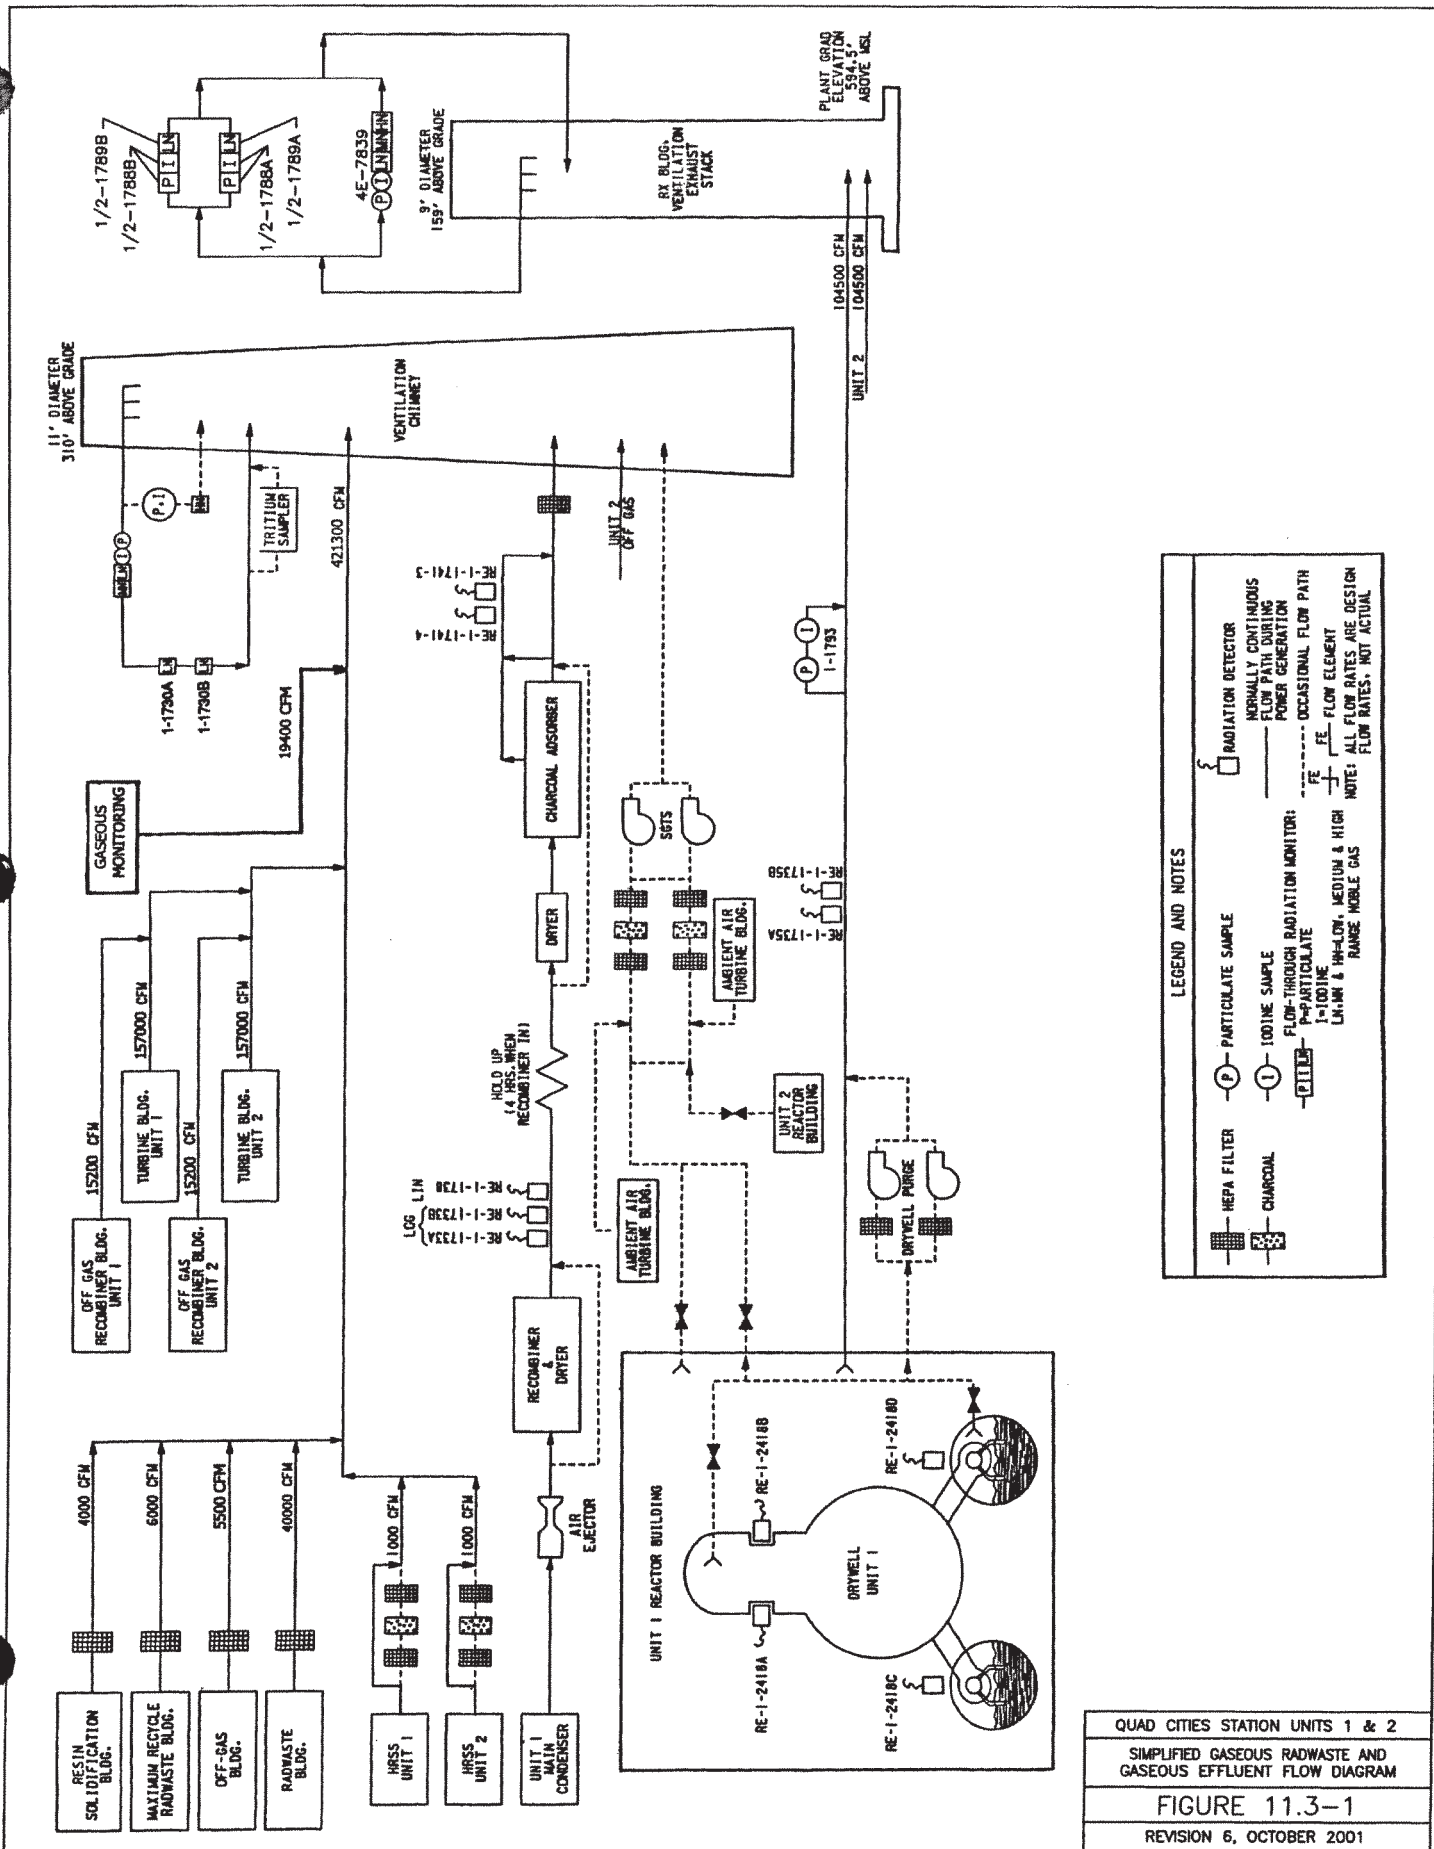 1/2-1789B
1/2-1788B
P I LN
P I LN
1/2-1788A
1/2-1789A
4E-7839
P I LN MN HN
9' DIAMETER
159' ABOVE GRADE
RX BLDG.
VENTILATION
EXHAUST
STACK
PLANT GRAD
ELEVATION
594.5'
ABOVE MSL
104500 CFM
104500 CFM
UNIT 2
11' DIAMETER
310' ABOVE GRADE
VENTILATION
CHIMNEY
P,I
I P
1-1730A
LN
1-1730B
LN
TRITIUM
SAMPLER
421300 CFM
19400 CFM
GASEOUS
MONITORING
RE-1-1741-3
RE-1-1741-4
UNIT 2
OFF GAS
CHARCOAL ADSORBER
DRYER
HOLD UP
(4 HRS. WHEN
RECOMBINER IN)
SGTS
AMBIENT AIR
TURBINE BLDG.
P I
1-1793
RE-1-1735B
RE-1-1735A
15200 CFM
157000 CFM
15200 CFM
157000 CFM
TURBINE BLDG.
UNIT 1
TURBINE BLDG.
UNIT 2
OFF GAS
RECOMBINER BLDG.
UNIT 1
OFF GAS
RECOMBINER BLDG.
UNIT 2
LIN
LOG
RE-1-1738
RE-1-1733B
RE-1-1733A
AMBIENT AIR
TURBINE BLDG.
UNIT 2
REACTOR
BUILDING
DRYWELL PURGE
RECOMBINER
&
DRYER
4000 CFM
6000 CFM
5500 CFM
40000 CFM
1000 CFM
1000 CFM
AIR
EJECTOR
RESIN
SOLIDIFICATION
BLDG.
MAXIMUM RECYCLE
RADWASTE BLDG.
OFF-GAS
BLDG.
RADWASTE
BLDG.
HRSS
UNIT 1
HRSS
UNIT 2
UNIT 1
MAIN
CONDENSER
UNIT 1 REACTOR BUILDING
RE-1-2418B
RE-1-2418D
RE-1-2418A
RE-1-2418C
DRYWELL
UNIT 1
LEGEND AND NOTES
HEPA FILTER
CHARCOAL
P PARTICULATE SAMPLE
I IODINE SAMPLE
P I LN
FLOW-THROUGH RADIATION MONITOR:
P=PARTICULATE
I=IODINE
LN,MN & HN=LOW, MEDIUM & HIGH
RANGE NOBLE GAS
RADIATION DETECTOR
NORMALLY CONTINUOUS
FLOW PATH DURING
POWER GENERATION
OCCASIONAL FLOW PATH
FE FE FLOW ELEMENT
NOTE: ALL FLOW RATES ARE DESIGN
FLOW RATES, NOT ACTUAL
QUAD CITIES STATION UNITS 1 & 2
SIMPLIFIED GASEOUS RADWASTE AND
GASEOUS EFFLUENT FLOW DIAGRAM
FIGURE 11.3-1
REVISION 6, OCTOBER 2001